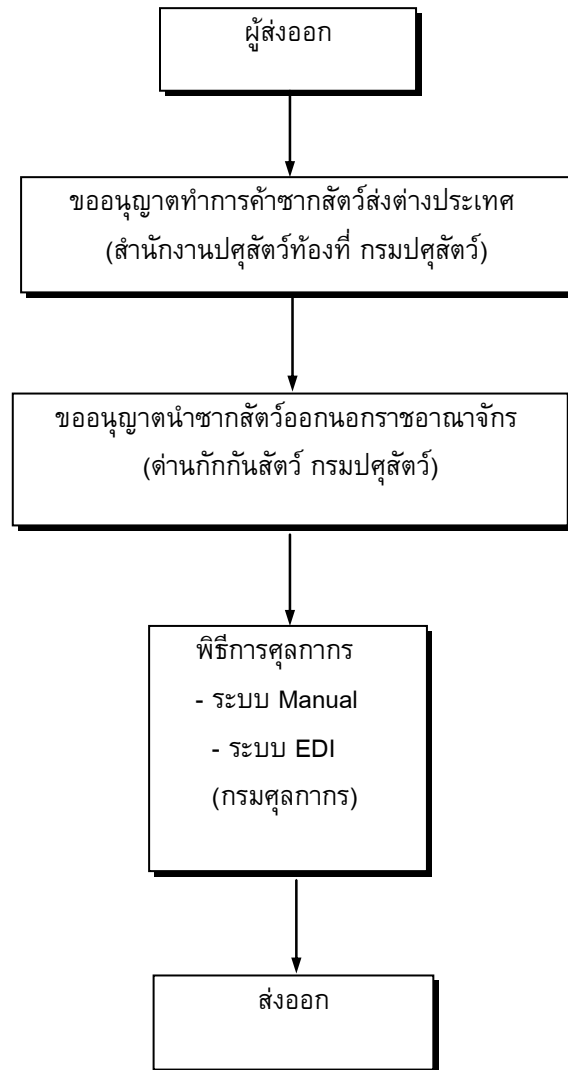 ผู้ส่งออก
ขออนุญาตทำการค้าซากสัตว์ส่งต่างประเทศ
(สำนักงานปศุสัตว์ท้องที่ กรมปศุสัตว์)
ขออนุญาตนำซากสัตว์ออกนอกราชอาณาจักร
(ด่านกักกันสัตว์ กรมปศุสัตว์)
พิธีการศุลกากร
- ระบบ Manual
- ระบบ EDI
(กรมศุลกากร)
ส่งออก